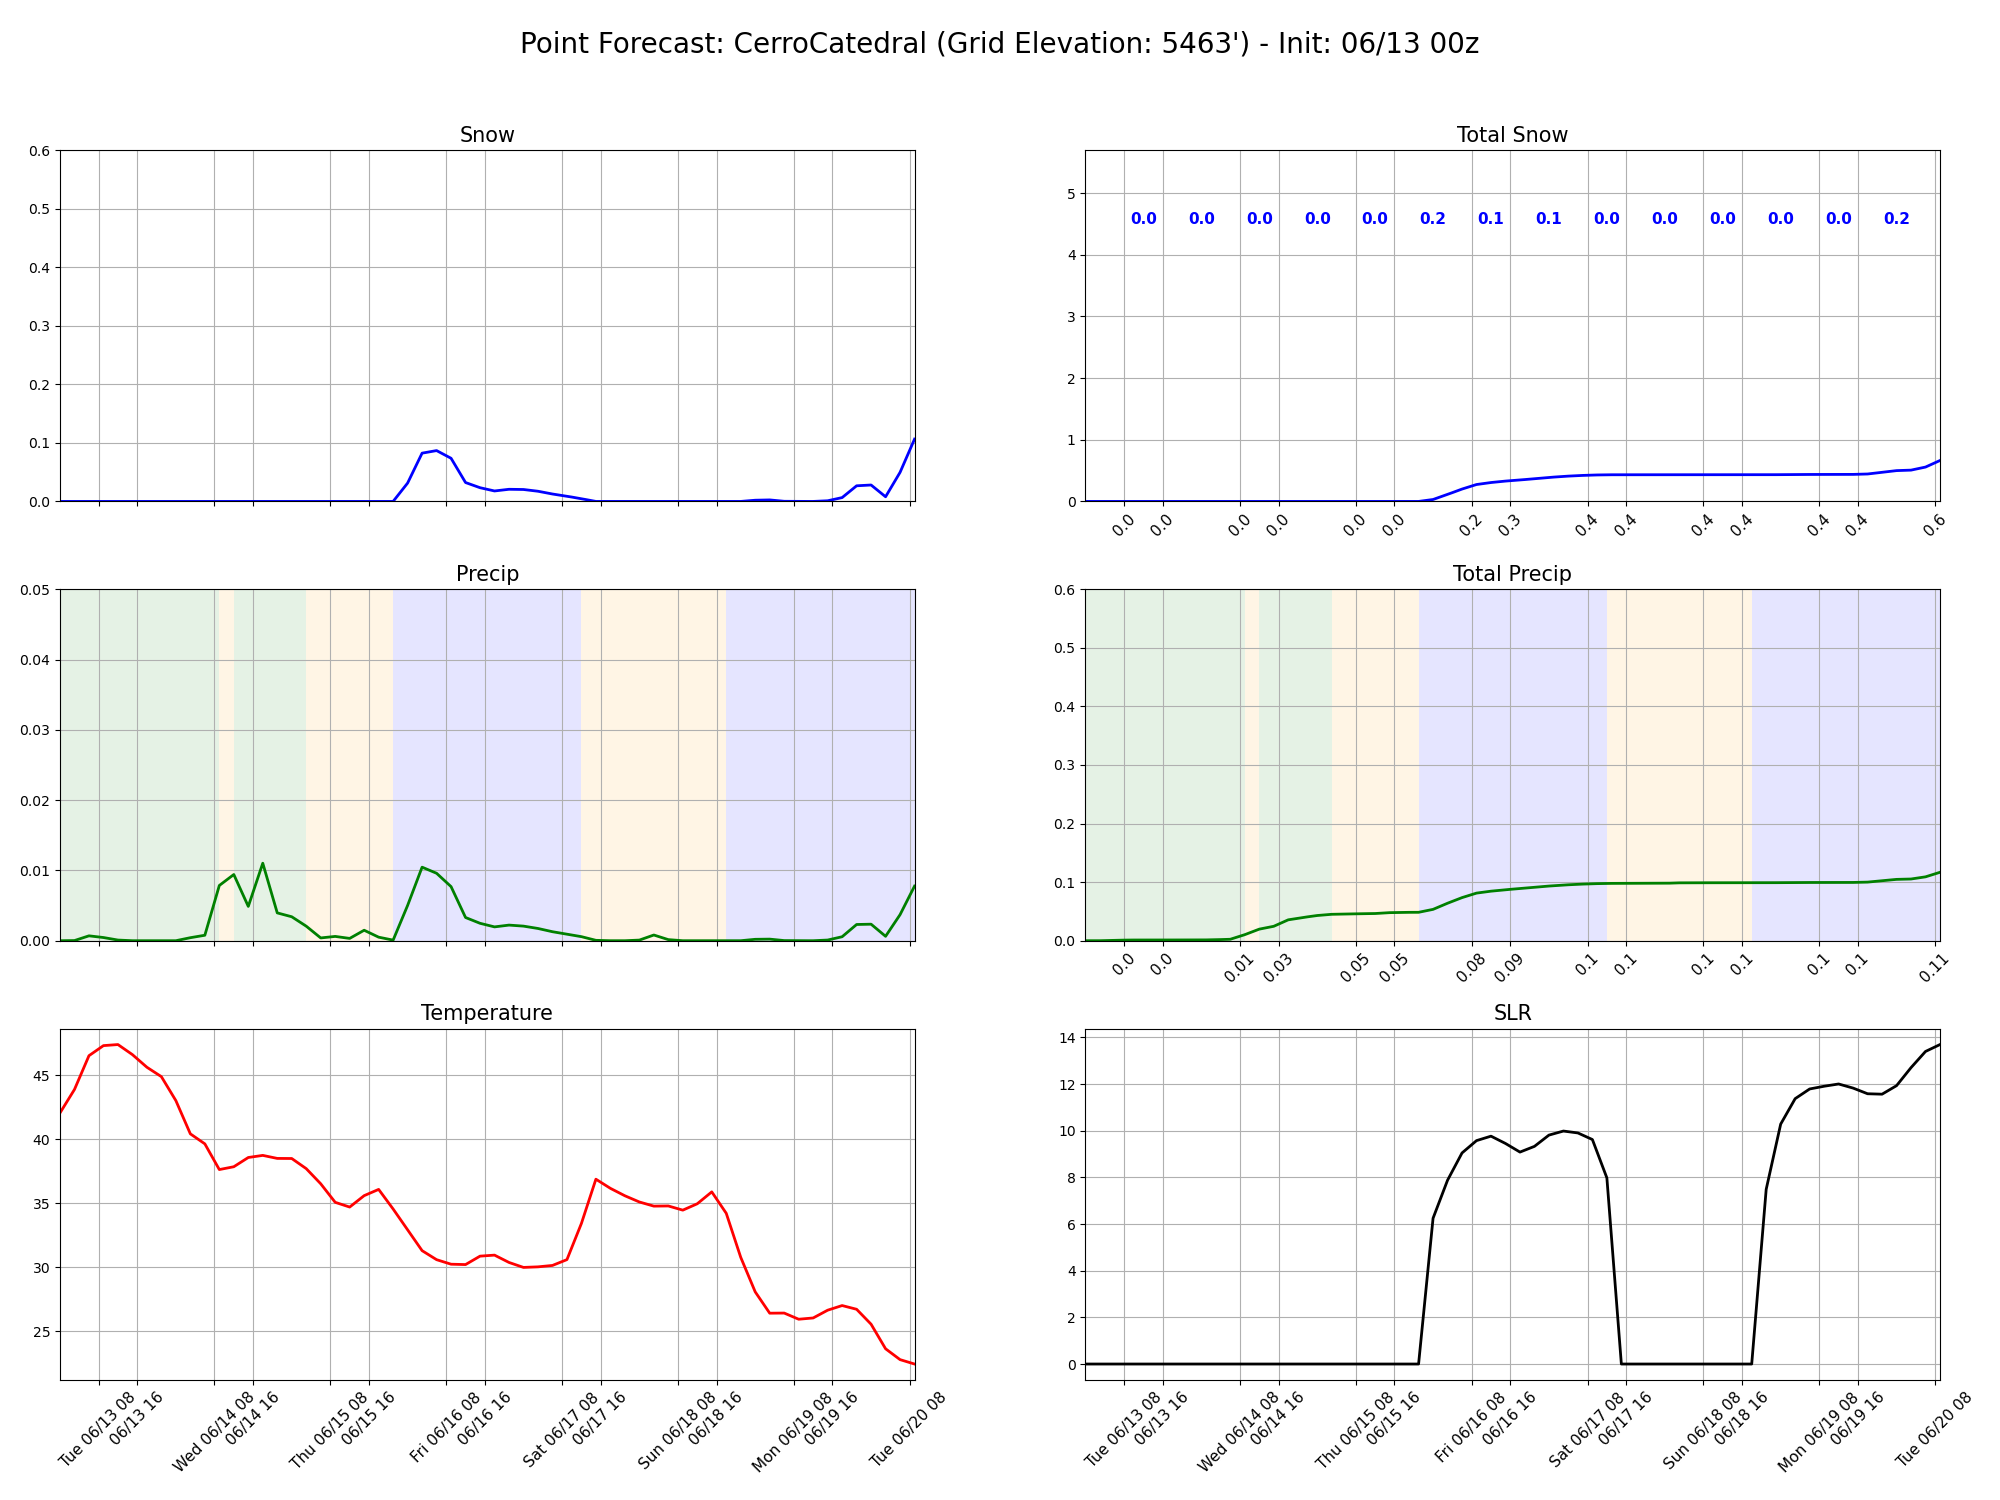 Point Forecast: CerroCatedral (Grid Elevation: 5463') - Init: 06/13 00z
Snow
0.6
0.5
0.4
0.3
0.2
0.1
0.0
Total Snow
5
4
3
2
1
0
0.0 0.0 0.0 0.0 0.0 0.2 0.1 0.1 0.0 0.0 0.0 0.0 0.0 0.2
0.0 0.0 0.0 0.0 0.0 0.0 0.2 0.3 0.4 0.4 0.4 0.4 0.4 0.4 0.6
Precip
0.05
0.04
0.03
0.02
0.01
0.00
Total Precip
0.6
0.5
0.4
0.3
0.2
0.1
0.0
0.0 0.0 0.01 0.03 0.05 0.05 0.08 0.09 0.1 0.1 0.1 0.1 0.1 0.1 0.11
Temperature
45
40
35
30
25
Tue 06/13 08
06/13 16
Wed 06/14 08
06/14 16
Thu 06/15 08
06/15 16
Fri 06/16 08
06/16 16
Sat 06/17 08
06/17 16
Sun 06/18 08
06/18 16
Mon 06/19 08
06/19 16
Tue 06/20 08
SLR
14
12
10
8
6
4
2
0
Tue 06/13 08
06/13 16
Wed 06/14 08
06/14 16
Thu 06/15 08
06/15 16
Fri 06/16 08
06/16 16
Sat 06/17 08
06/17 16
Sun 06/18 08
06/18 16
Mon 06/19 08
06/19 16
Tue 06/20 08